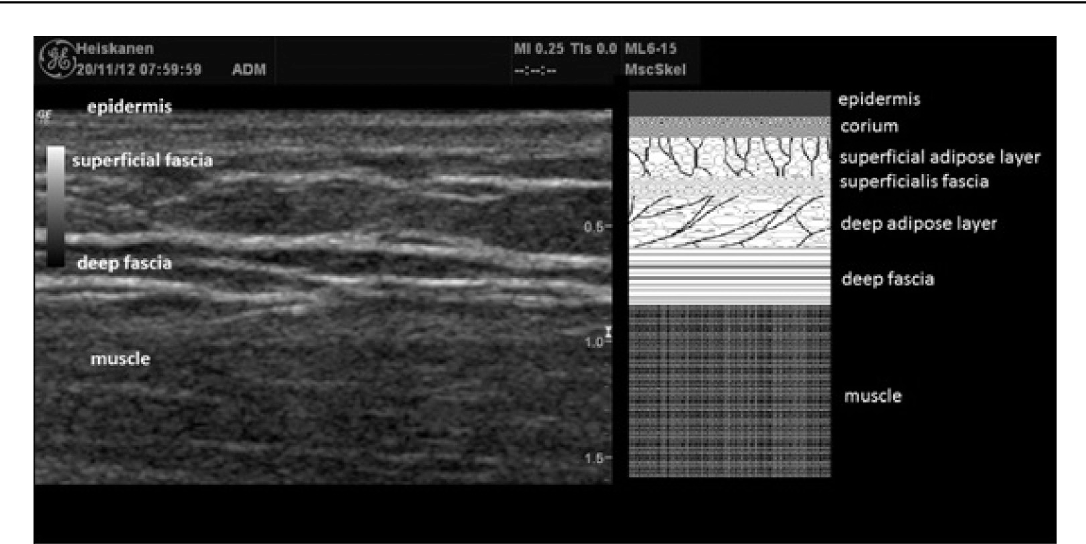 Heiskanen
20/11/12 07:59:59 ADM
MI 0.25 TIs 0.0 ML6-15
--:--:-- MscSkel
GE
epidermis
superficial fascia
0.5
deep fascia
1.0
muscle
1.5
epidermis
corium
superficial adipose layer
superficialis fascia
deep adipose layer
deep fascia
muscle